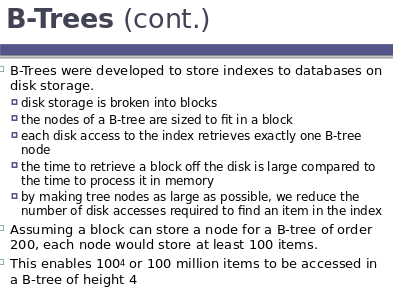 B-Trees (cont.)
B-Trees were developed to store indexes to databases on
disk storage.
disk storage is broken into blocks
the nodes of a B-tree are sized to fit in a block
each disk access to the index retrieves exactly one B-tree
node
the time to retrieve a block off the disk is large compared to
the time to process it in memory
by making tree nodes as large as possible, we reduce the
number of disk accesses required to find an item in the index
Assuming a block can store a node for a B-tree of order
200, each node would store at least 100 items.
This enables 100⁴ or 100 million items to be accessed in
a B-tree of height 4